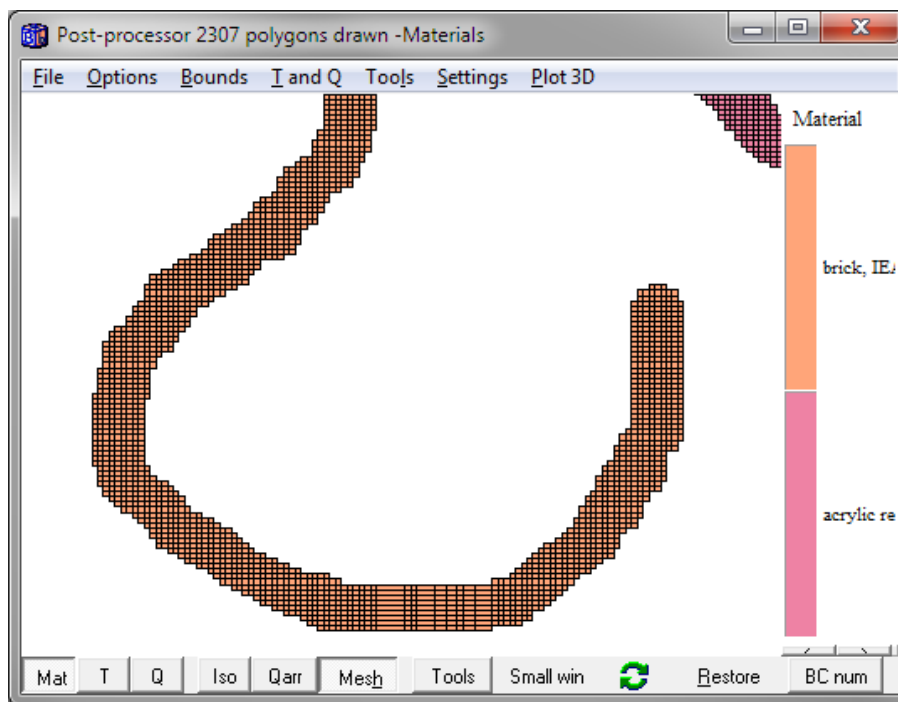 Post-processor 2307 polygons drawn -Materials
File Options Bounds T and Q Tools Settings Plot 3D
Material
brick, IEA
acrylic re
Mat T Q Iso Qarr Mesh Tools Small win Restore BC num